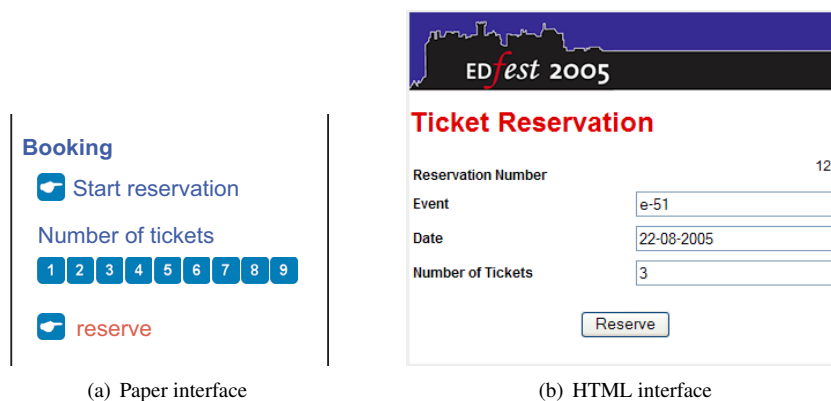 Booking
Start reservation
Number of tickets
1 2 3 4 5 6 7 8 9
reserve
(a) Paper interface
EDfest 2005
Ticket Reservation
Reservation Number 12
Event e-51
Date 22-08-2005
Number of Tickets 3
Reserve
(b) HTML interface